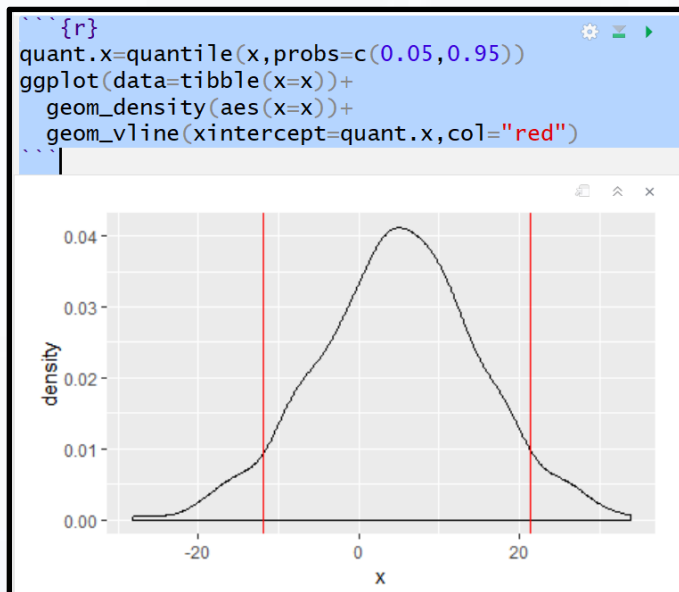 ```{r}
quant.x=quantile(x,probs=c(0.05,0.95))
ggplot(data=tibble(x=x))+
  geom_density(aes(x=x))+
  geom_vline(xintercept=quant.x,col="red")
```
0.04
0.03
0.02
0.01
0.00
density
-20 0 20
x